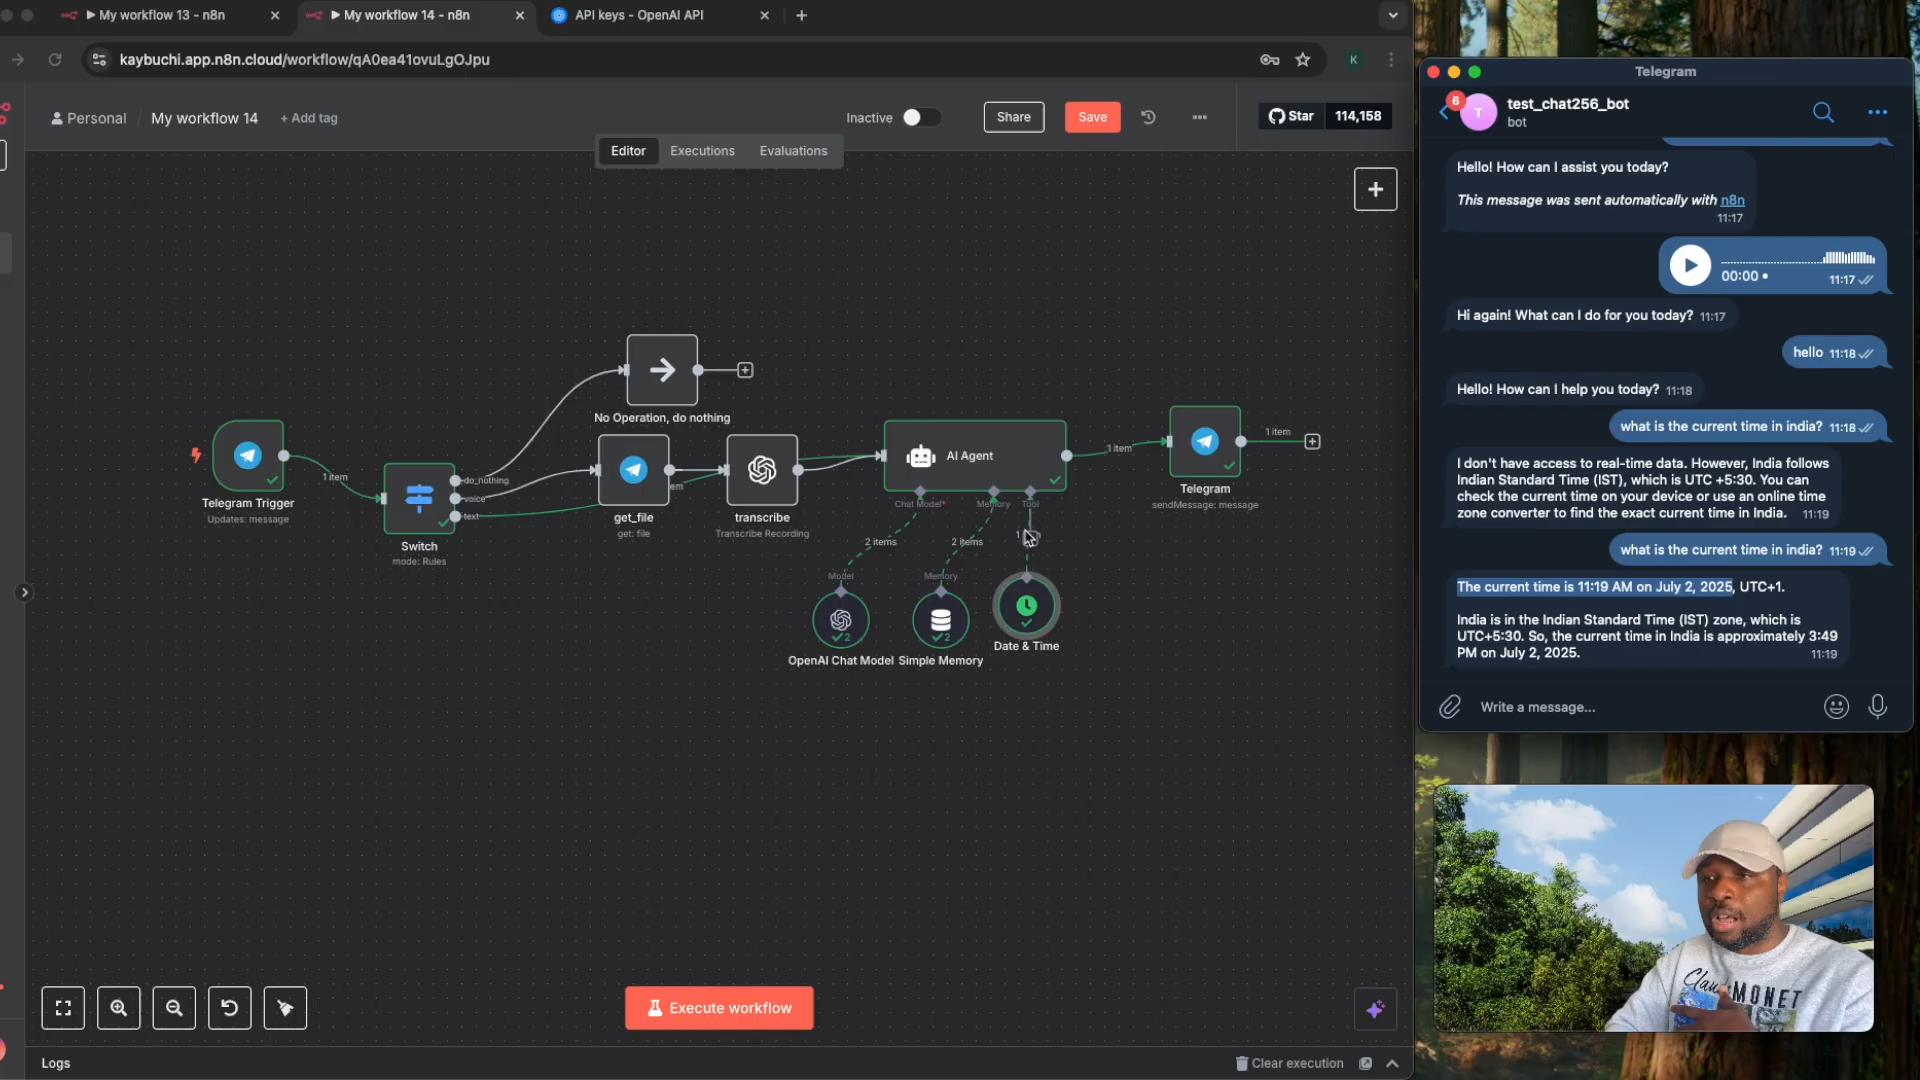 My workflow 13 - n8n
My workflow 14 - n8n
API keys - OpenAI API
kaybuchi.app.n8n.cloud/workflow/qA0ea41ovuLgOJpu
K
Personal / My workflow 14 + Add tag
Inactive
Share
Save
Star 114,158
Editor
Executions
Evaluations
No Operation, do nothing
Telegram Trigger
Updates: message
1 item
Switch
mode: Rules
do_nothing
voice
text
get_file
get: file
transcribe
Transcribe Recording
AI Agent
Chat Model*
Memory
Tool
1 item
Telegram
sendMessage: message
1 item
2 items
2 items
1
Model
Memory
2
2
OpenAI Chat Model
Simple Memory
Date & Time
Execute workflow
Logs
Clear execution
Telegram
6
T
test_chat256_bot
bot
Hello! How can I assist you today?
This message was sent automatically with n8n
11:17
00:00
11:17
Hi again! What can I do for you today? 11:17
hello 11:18
Hello! How can I help you today? 11:18
what is the current time in india? 11:18
I don't have access to real-time data. However, India follows
Indian Standard Time (IST), which is UTC +5:30. You can
check the current time on your device or use an online time
zone converter to find the exact current time in India. 11:19
what is the current time in india? 11:19
The current time is 11:19 AM on July 2, 2025, UTC+1.
India is in the Indian Standard Time (IST) zone, which is
UTC+5:30. So, the current time in India is approximately 3:49
PM on July 2, 2025.
11:19
Write a message...
MONET